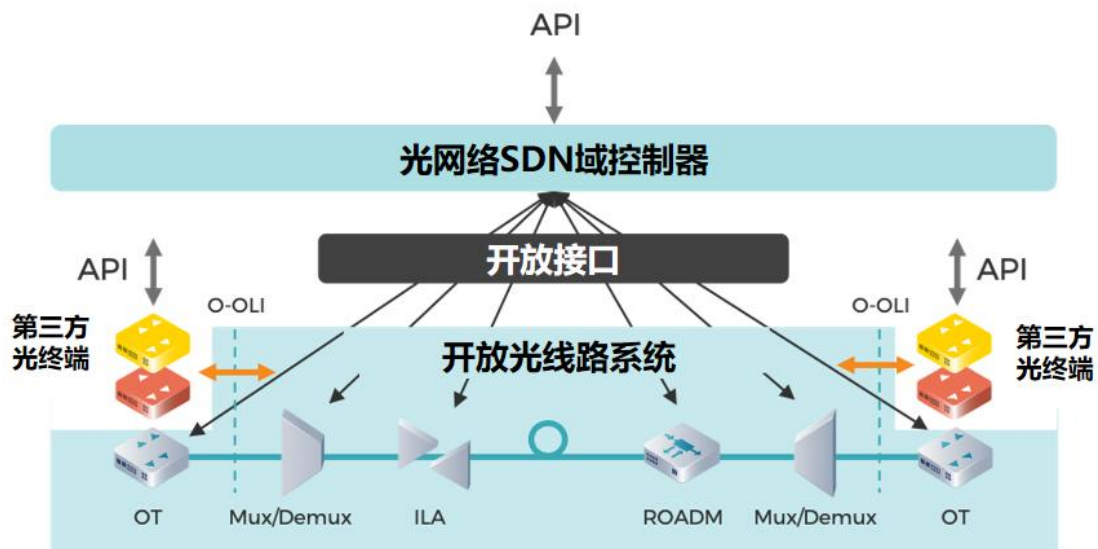 API
光网络SDN域控制器
开放接口
API
API
O-OLI
O-OLI
第三方
光终端
开放光线路系统
第三方
光终端
OT
Mux/Demux
ILA
ROADM
Mux/Demux
OT